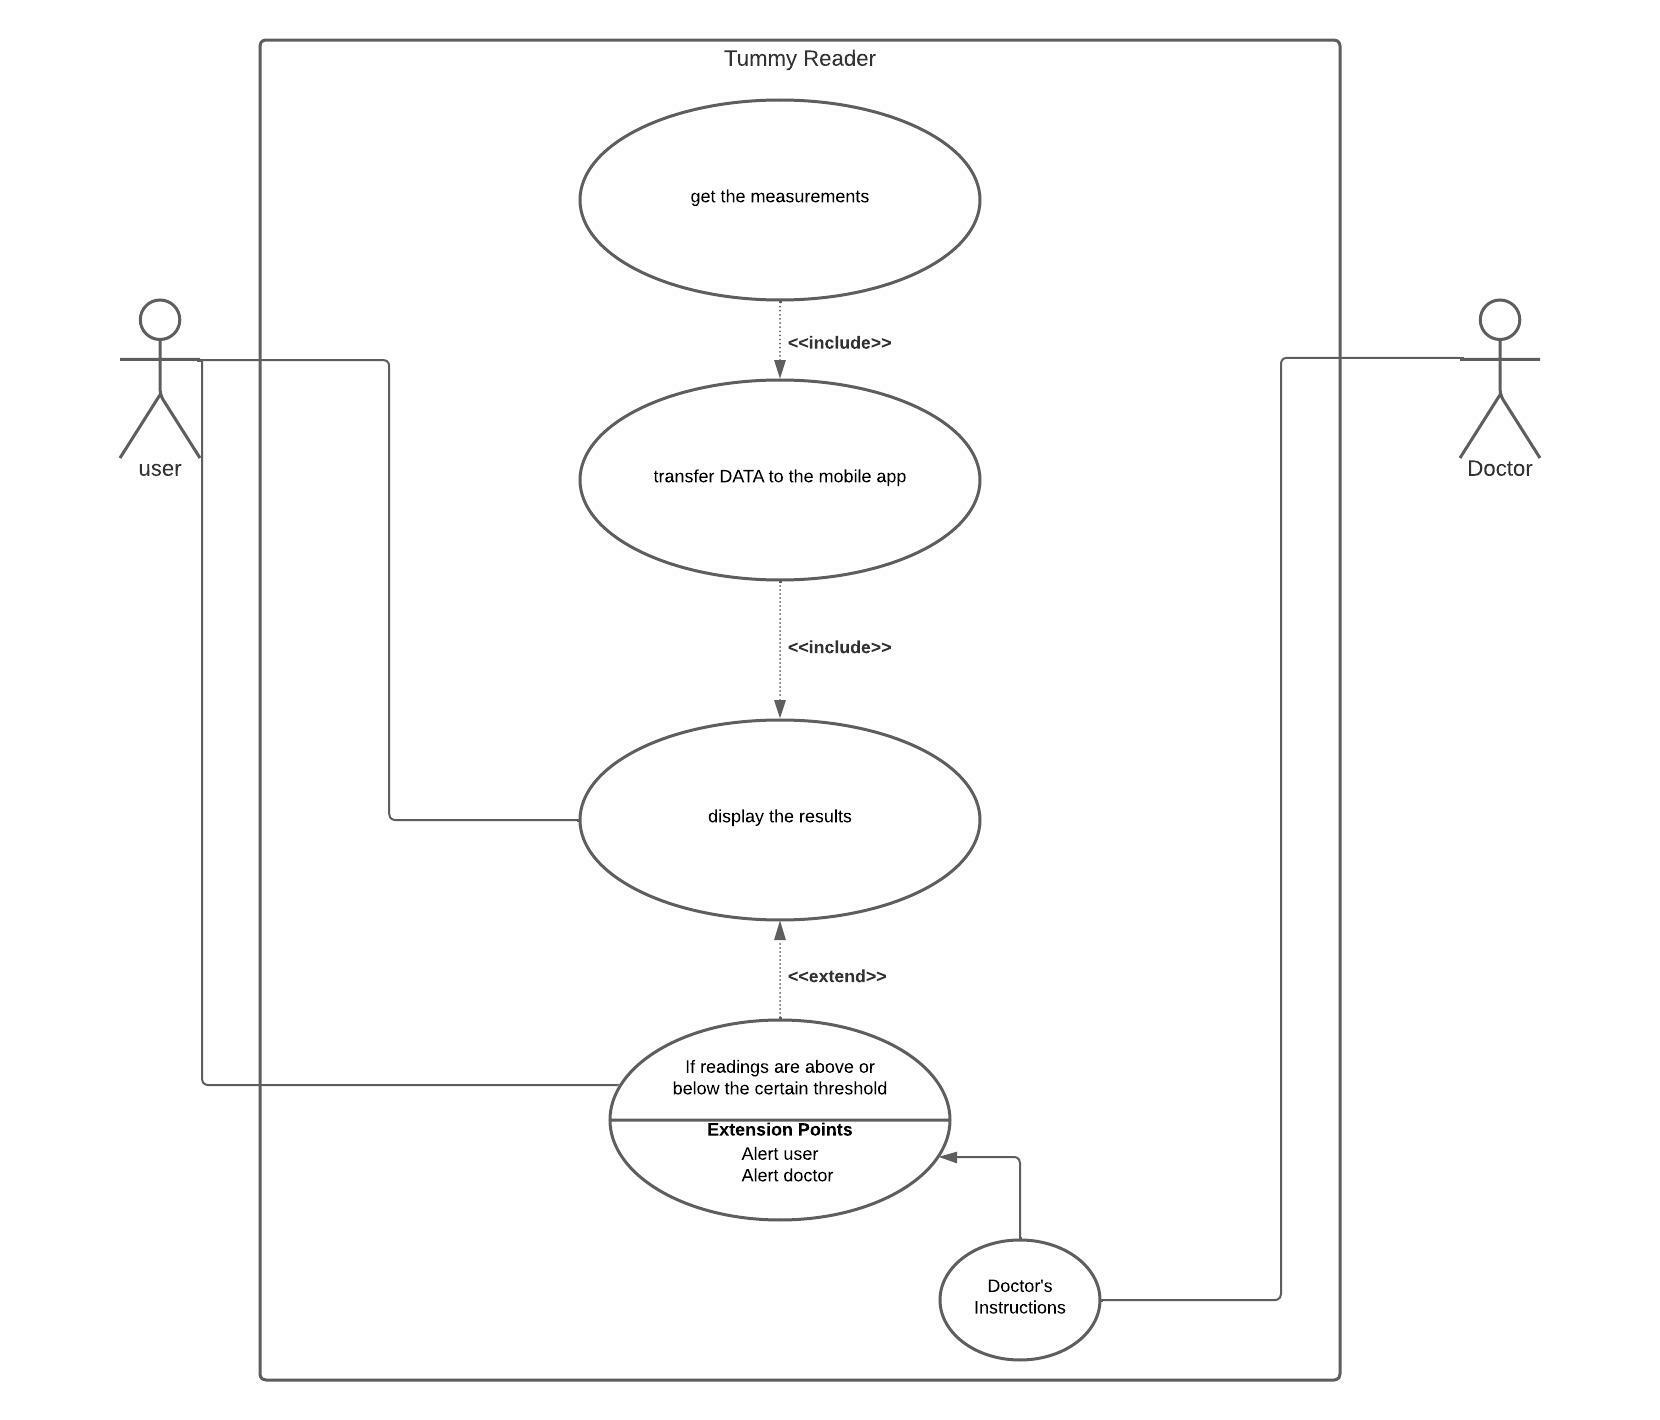 Tummy Reader
get the measurements
<<include>>
user
Doctor
transfer DATA to the mobile app
<<include>>
display the results
<<extend>>
If readings are above or
below the certain threshold
Extension Points
Alert user
Alert doctor
Doctor's
Instructions